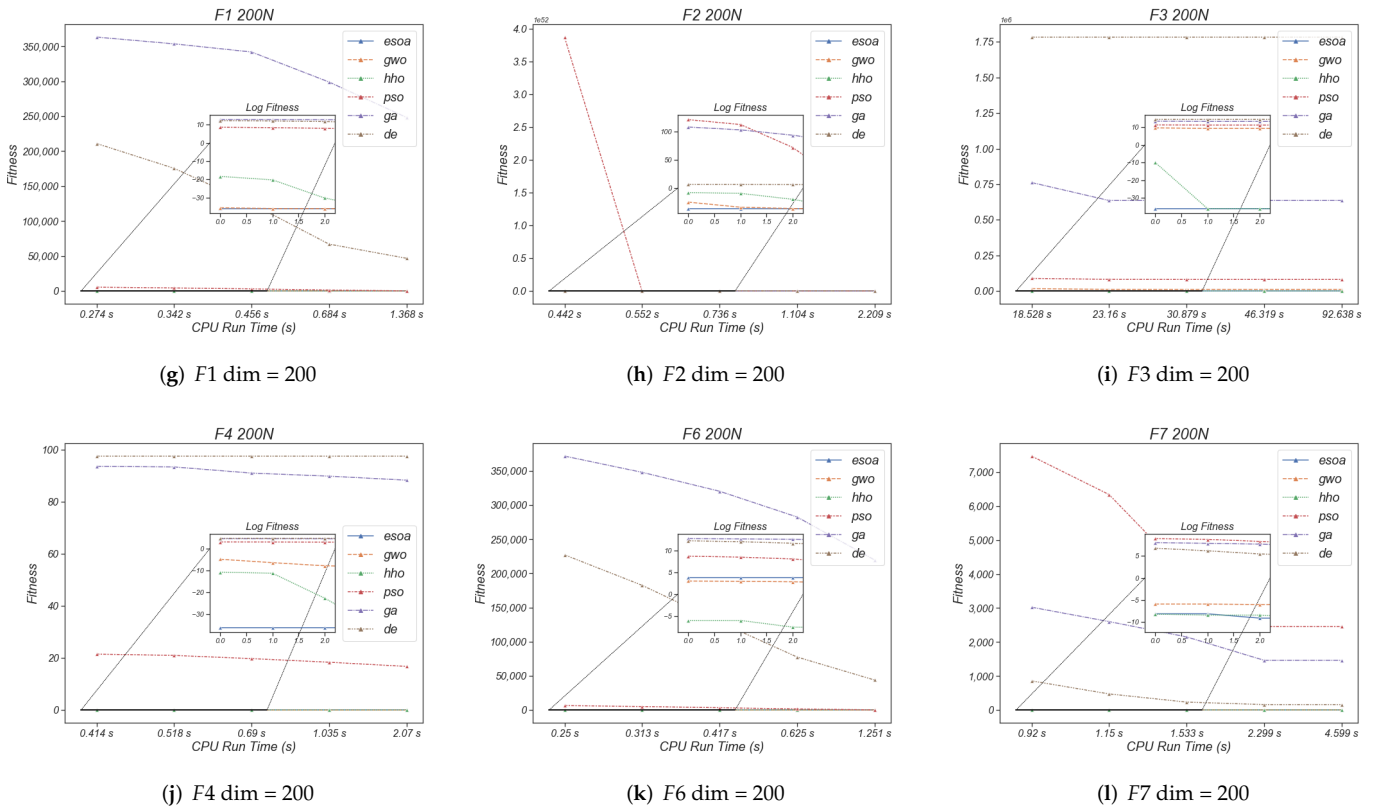 F1 200N
350,000
300,000
250,000
200,000
150,000
100,000
50,000
0
Fitness
esoa
gwo
hho
pso
ga
de
Log Fitness
10
0
−10
−20
−30
0.0 0.5 1.0 1.5 2.0
0.274 s 0.342 s 0.456 s 0.684 s 1.368 s
CPU Run Time (s)
(g) F1 dim = 200
F2 200N
1e52
4.0
3.5
3.0
2.5
2.0
1.5
1.0
0.5
0.0
Fitness
esoa
gwo
hho
pso
ga
de
Log Fitness
100
50
0
0.0 0.5 1.0 1.5 2.0
0.442 s 0.552 s 0.736 s 1.104 s 2.209 s
CPU Run Time (s)
(h) F2 dim = 200
F3 200N
1e6
1.75
1.50
1.25
1.00
0.75
0.50
0.25
0.00
Fitness
esoa
gwo
hho
pso
ga
de
Log Fitness
10
0
−10
−20
−30
0.0 0.5 1.0 1.5 2.0
18.528 s 23.16 s 30.879 s 46.319 s 92.638 s
CPU Run Time (s)
(i) F3 dim = 200
F4 200N
100
80
60
40
20
0
Fitness
esoa
gwo
hho
pso
ga
de
Log Fitness
0
−10
−20
−30
0.0 0.5 1.0 1.5 2.0
0.414 s 0.518 s 0.69 s 1.035 s 2.07 s
CPU Run Time (s)
(j) F4 dim = 200
F6 200N
350,000
300,000
250,000
200,000
150,000
100,000
50,000
0
Fitness
esoa
gwo
hho
pso
ga
de
Log Fitness
10
5
0
−5
0.0 0.5 1.0 1.5 2.0
0.25 s 0.313 s 0.417 s 0.625 s 1.251 s
CPU Run Time (s)
(k) F6 dim = 200
F7 200N
7,000
6,000
5,000
4,000
3,000
2,000
1,000
0
Fitness
esoa
gwo
hho
pso
ga
de
Log Fitness
5
0
−5
−10
0.0 0.5 1.0 1.5 2.0
0.92 s 1.15 s 1.533 s 2.299 s 4.599 s
CPU Run Time (s)
(l) F7 dim = 200